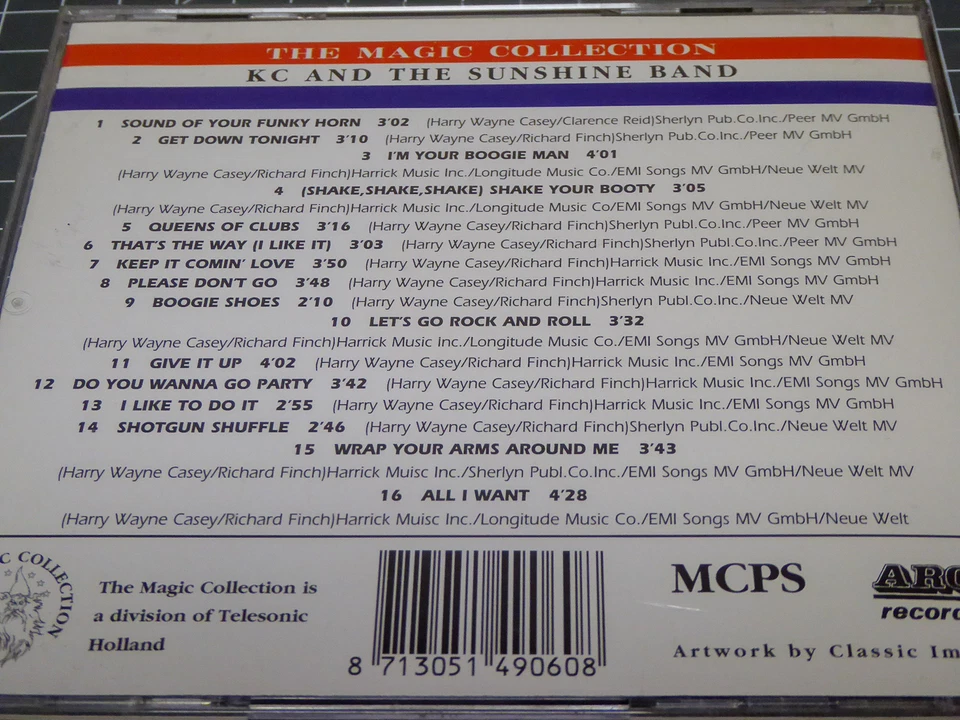 THE MAGIC COLLECTION
KC AND THE SUNSHINE BAND
1 SOUND OF YOUR FUNKY HORN 3'02 (Harry Wayne Casey/Clarence Reid)Sherlyn Pub.Co.Inc./Peer MV GmbH
2 GET DOWN TONIGHT 3'10 (Harry Wayne Casey/Richard Finch)Sherlyn Publ.Co.Inc./Peer MV GmbH
3 I'M YOUR BOOGIE MAN 4'01
(Harry Wayne Casey/Richard Finch)Harrick Music Inc./Longitude Music Co./EMI Songs MV GmbH/Neue Welt MV
4 (SHAKE,SHAKE,SHAKE) SHAKE YOUR BOOTY 3'05
(Harry Wayne Casey/Richard Finch)Harrick Music Inc./Longitude Music Co/EMI Songs MV GmbH/Neue Welt MV
5 QUEENS OF CLUBS 3'16 (Harry Wayne Casey/Richard Finch)Sherlyn Publ.Co.Inc./Peer MV GmbH
6 THAT'S THE WAY (I LIKE IT) 3'03 (Harry Wayne Casey/Richard Finch)Sherlyn Publ.Co.Inc./Peer MV GmbH
7 KEEP IT COMIN' LOVE 3'50 (Harry Wayne Casey/Richard Finch)Harrick Music Inc./EMI Songs MV GmbH
8 PLEASE DON'T GO 3'48 (Harry Wayne Casey/Richard Finch)Harrick Music Inc./EMI Songs MV GmbH
9 BOOGIE SHOES 2'10 (Harry Wayne Casey/Richard Finch)Sherlyn Publ.Co.Inc./Neue Welt MV
10 LET'S GO ROCK AND ROLL 3'32
(Harry Wayne Casey/Richard Finch)Harrick Music Inc./Longitude Music Co./EMI Songs MV GmbH/Neue Welt MV
11 GIVE IT UP 4'02 (Harry Wayne Casey/Richard Finch)Harrick Music Inc./EMI Songs MV GmbH
12 DO YOU WANNA GO PARTY 3'42 (Harry Wayne Casey/Richard Finch)Harrick Music Inc./EMI Songs MV GmbH
13 I LIKE TO DO IT 2'55 (Harry Wayne Casey/Richard Finch)Harrick Music Inc./EMI Songs MV GmbH
14 SHOTGUN SHUFFLE 2'46 (Harry Wayne Casey/Richard Finch)Sherlyn Publ.Co.Inc./Neue Welt MV
15 WRAP YOUR ARMS AROUND ME 3'43
(Harry Wayne Casey/Richard Finch)Harrick Muisc Inc./Sherlyn Publ.Co.Inc./EMI Songs MV GmbH/Neue Welt MV
16 ALL I WANT 4'28
(Harry Wayne Casey/Richard Finch)Harrick Muisc Inc./Longitude Music Co./EMI Songs MV GmbH/Neue Welt
C COLLECTION
The Magic Collection is
a division of Telesonic
Holland
8 713051 490608
MCPS
ARC
record
Artwork by Classic Im